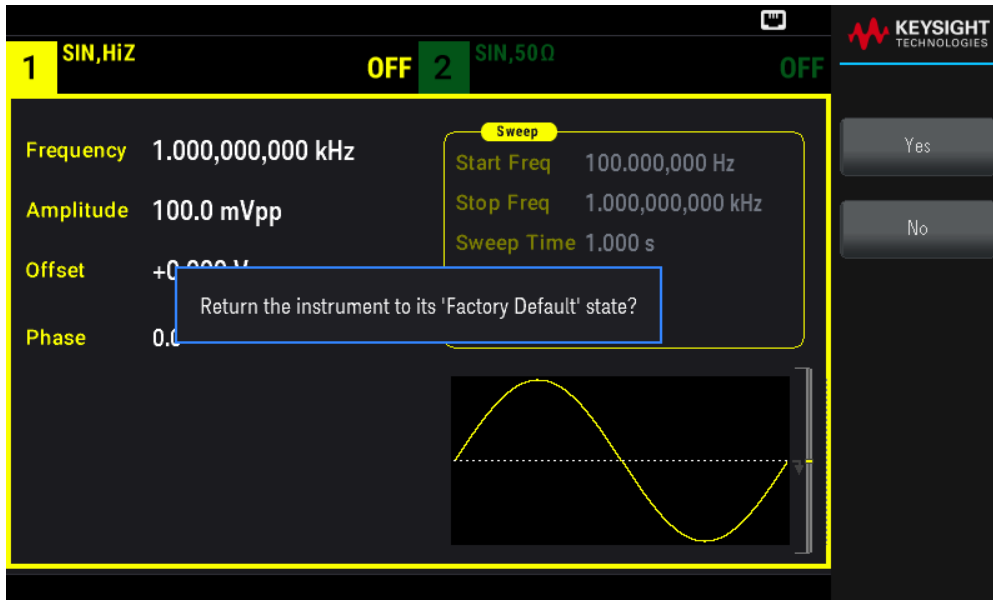 KEYSIGHT
TECHNOLOGIES
1 SIN,HiZ OFF 2 SIN,50Ω OFF
Sweep
Frequency 1.000,000,000 kHz
Start Freq 100.000,000 Hz
Amplitude 100.0 mVpp
Stop Freq 1.000,000,000 kHz
Sweep Time 1.000 s
Offset
Return the instrument to its 'Factory Default' state?
Phase
Yes
No